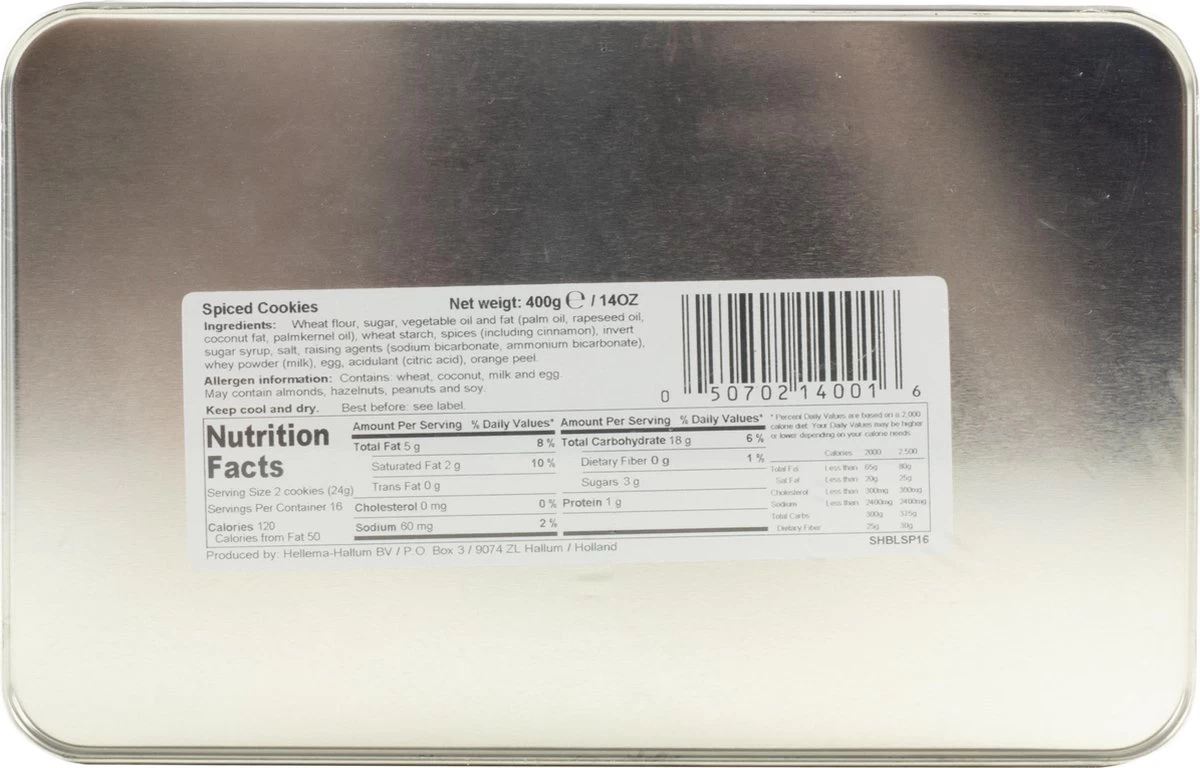 Spiced Cookies Net weigt: 400g ℮ / 14OZ
Ingredients: Wheat flour, sugar, vegetable oil and fat (palm oil, rapeseed oil,
coconut fat, palmkernel oil), wheat starch, spices (including cinnamon), invert
sugar syrup, salt, raising agents (sodium bicarbonate, ammonium bicarbonate),
whey powder (milk), egg, acidulant (citric acid), orange peel.
Allergen information: Contains: wheat, coconut, milk and egg.
May contain almonds, hazelnuts, peanuts and soy.
Keep cool and dry. Best before: see label.
0 50702 14001 6
Nutrition
Facts
Serving Size 2 cookies (24g)
Servings Per Container 16
Calories 120
Calories from Fat 50
Amount Per Serving % Daily Values*
Total Fat 5 g 8 %
Saturated Fat 2 g 10 %
Trans Fat 0 g
Cholesterol 0 mg 0 %
Sodium 60 mg 2 %
Amount Per Serving % Daily Values*
Total Carbohydrate 18 g 6 %
Dietary Fiber 0 g 1 %
Sugars 3 g
Protein 1 g
* Percent Daily Values are based on a 2,000
calorie diet. Your Daily Values may be higher
or lower depending on your calorie needs.
Calories 2000 2.500
Total Fat Less than 65g 80g
Sat Fat Less than 20g 25g
Cholesterol Less than 300mg 300mg
Sodium Less than 2400mg 2400mg
Total Carbs 300g 375g
Dietary Fiber 25g 30g
SHBLSP16
Produced by: Hellema-Hallum BV / P.O. Box 3 / 9074 ZL Hallum / Holland